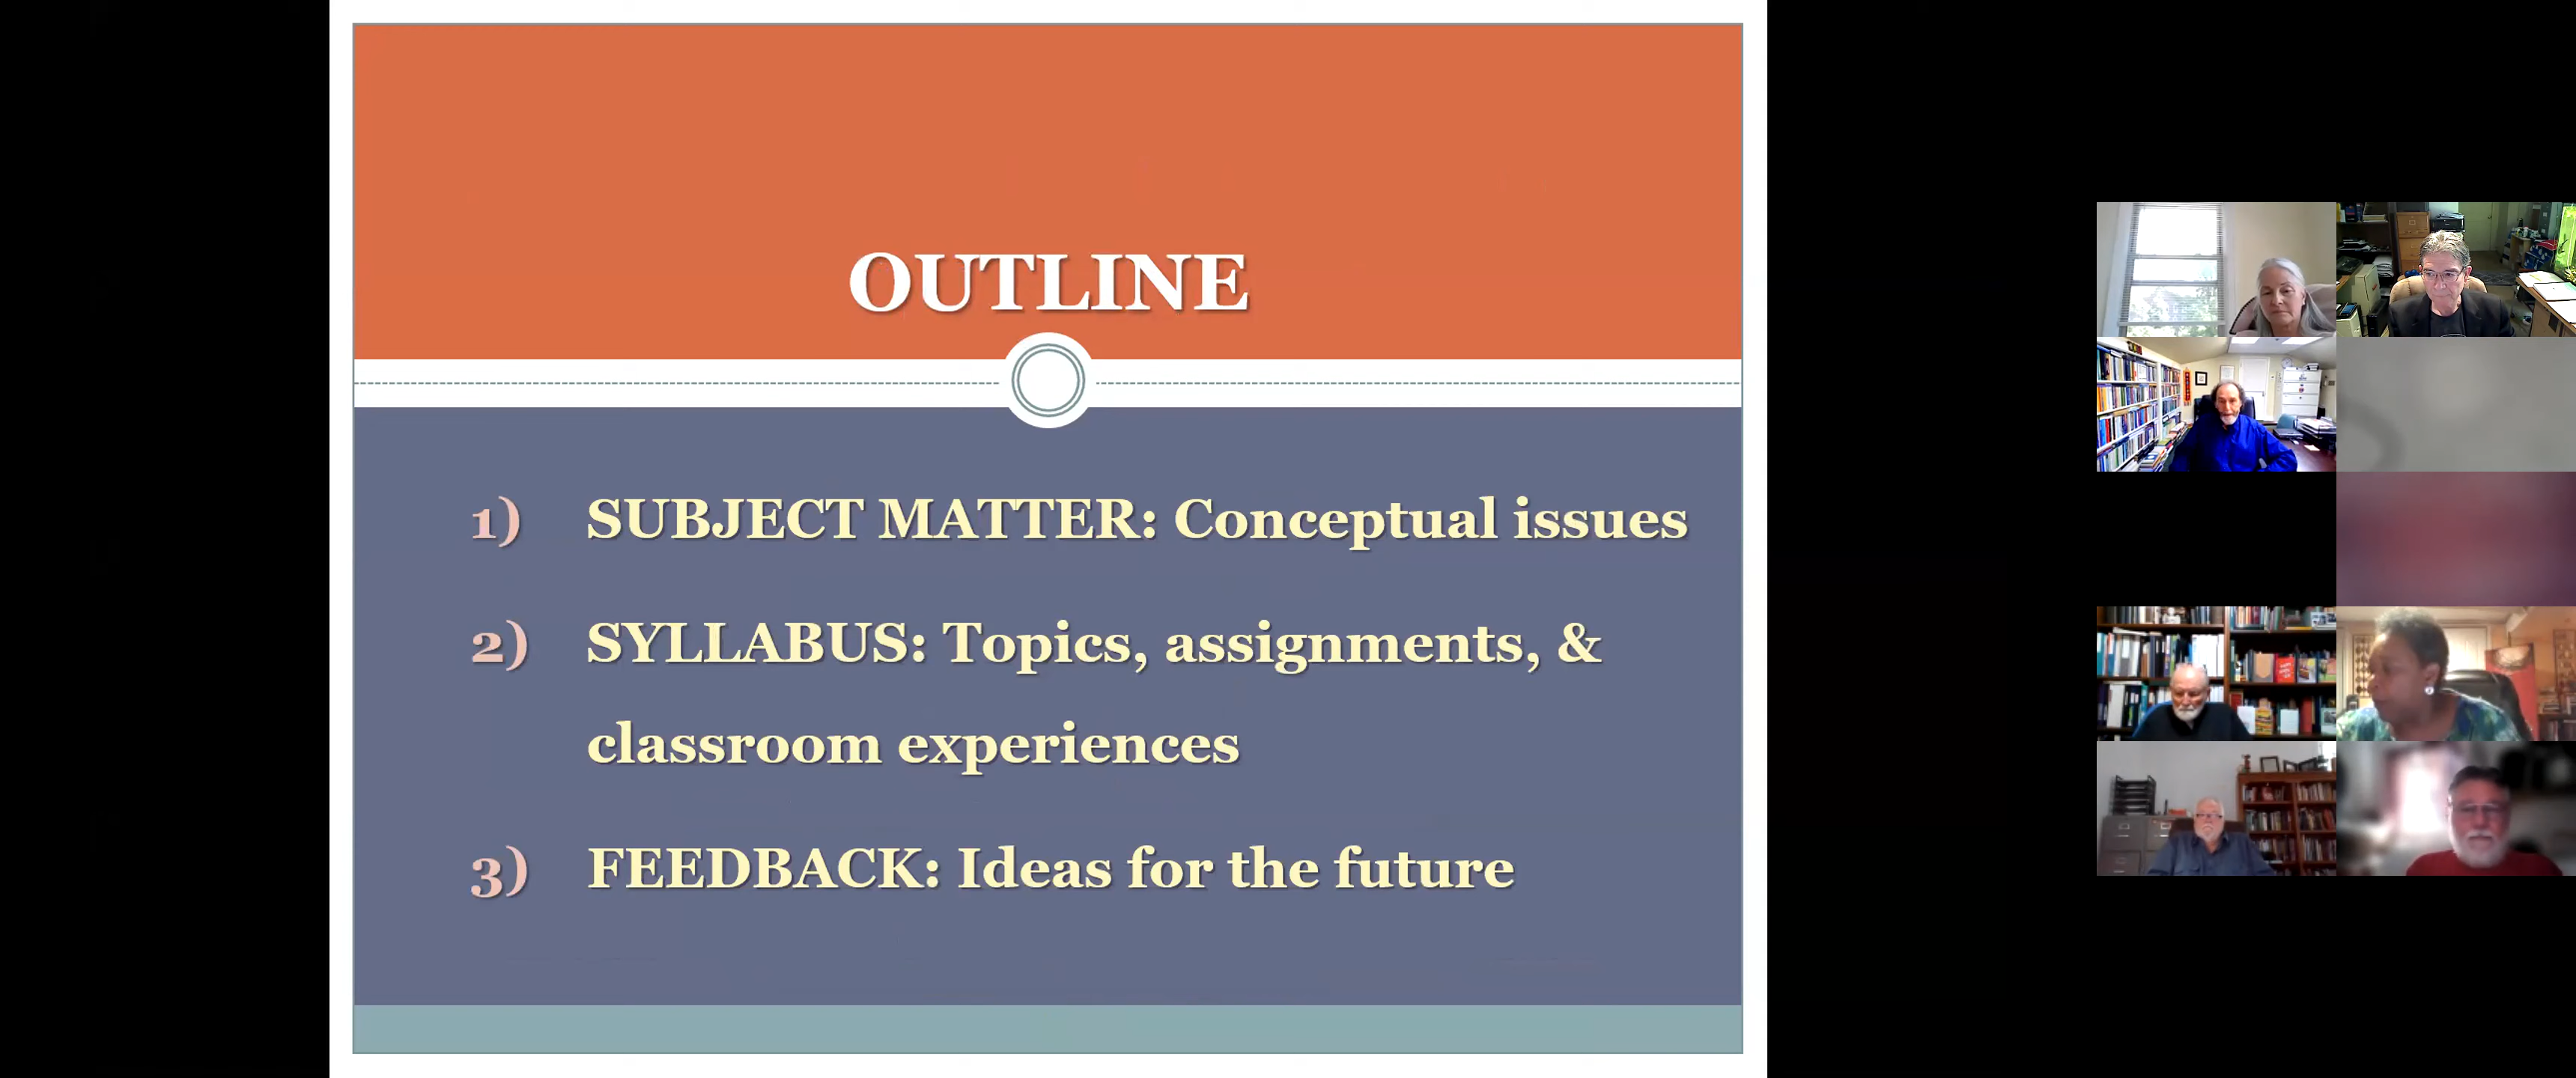 OUTLINE
1) SUBJECT MATTER: Conceptual issues
2) SYLLABUS: Topics, assignments, &
classroom experiences
3) FEEDBACK: Ideas for the future